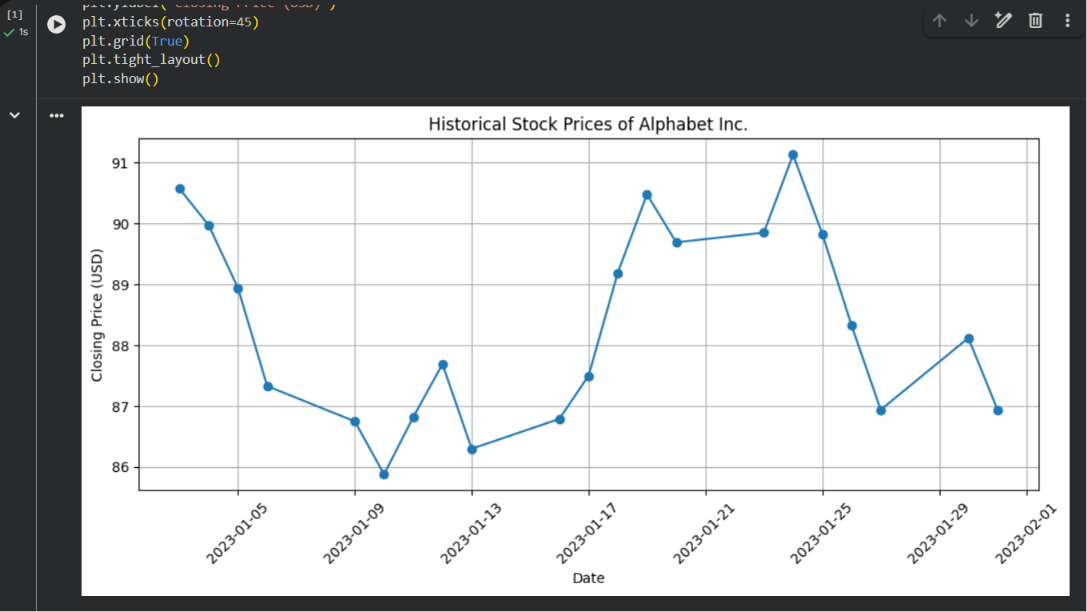 [1]
1s
plt.xticks(rotation=45)
plt.grid(True)
plt.tight_layout()
plt.show()
Historical Stock Prices of Alphabet Inc.
91
90
89
88
87
86
Closing Price (USD)
2023-01-05
2023-01-09
2023-01-13
2023-01-17
2023-01-21
2023-01-25
2023-01-29
2023-02-01
Date